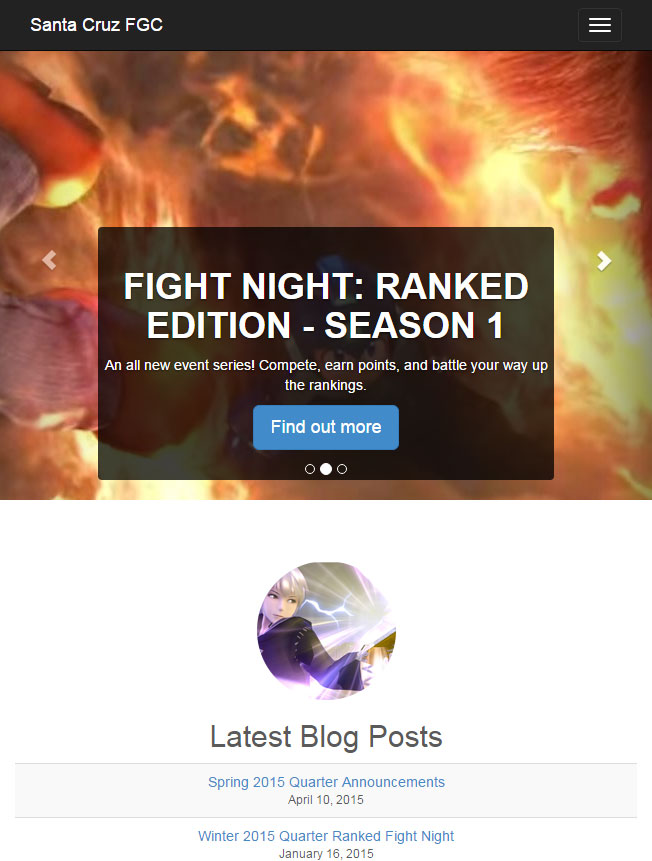 Santa Cruz FGC
FIGHT NIGHT: RANKED
EDITION - SEASON 1
An all new event series! Compete, earn points, and battle your way up
the rankings.
Find out more
Latest Blog Posts
Spring 2015 Quarter Announcements
April 10, 2015
Winter 2015 Quarter Ranked Fight Night
January 16, 2015